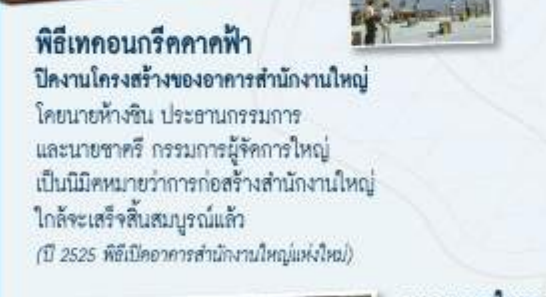 พิธีเทคอนกรีตดาดฟ้า
ปิดงานโครงสร้างของอาคารสำนักงานใหญ่
โดยนายห้างชิน ประธานกรรมการ
และนายชาตรี กรรมการผู้จัดการใหญ่
เป็นนิมิตหมายว่าการก่อสร้างสำนักงานใหญ่
ใกล้จะเสร็จสิ้นสมบูรณ์แล้ว
(ปี 2525 พิธีเปิดอาคารสำนักงานใหญ่แห่งใหม่)